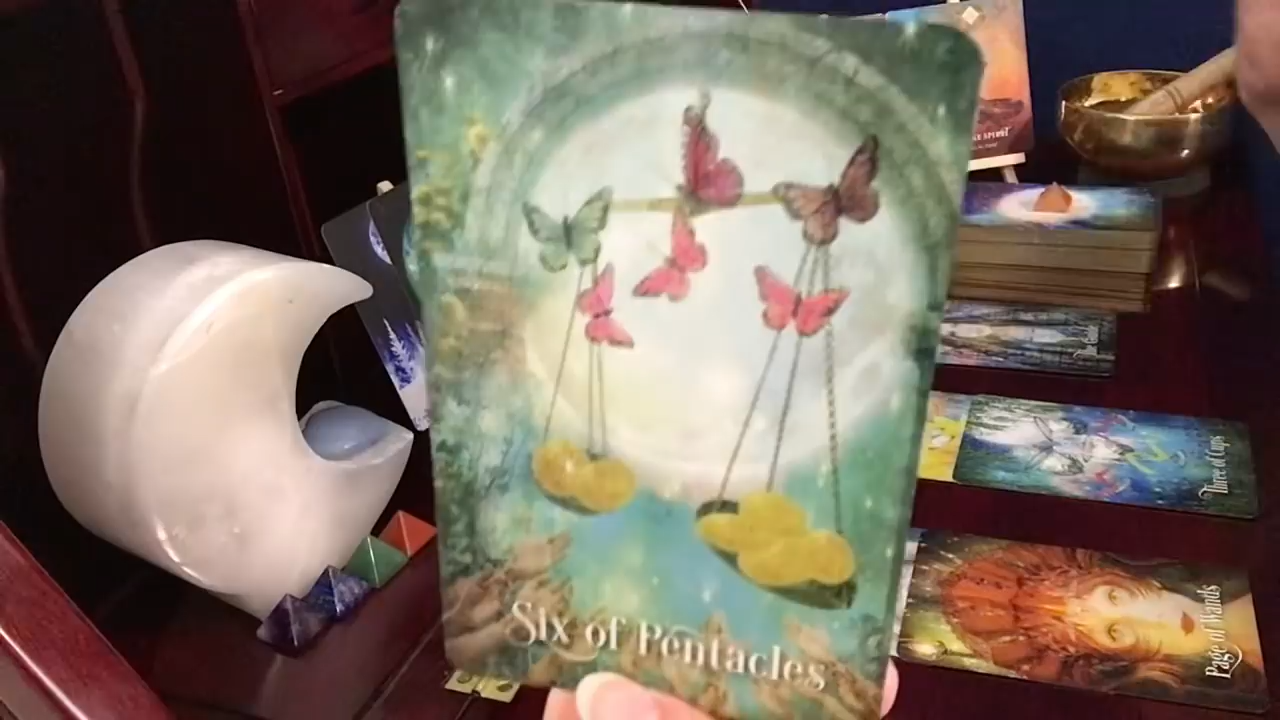 Six of Pentacles
Three of Cups
Page of Wands